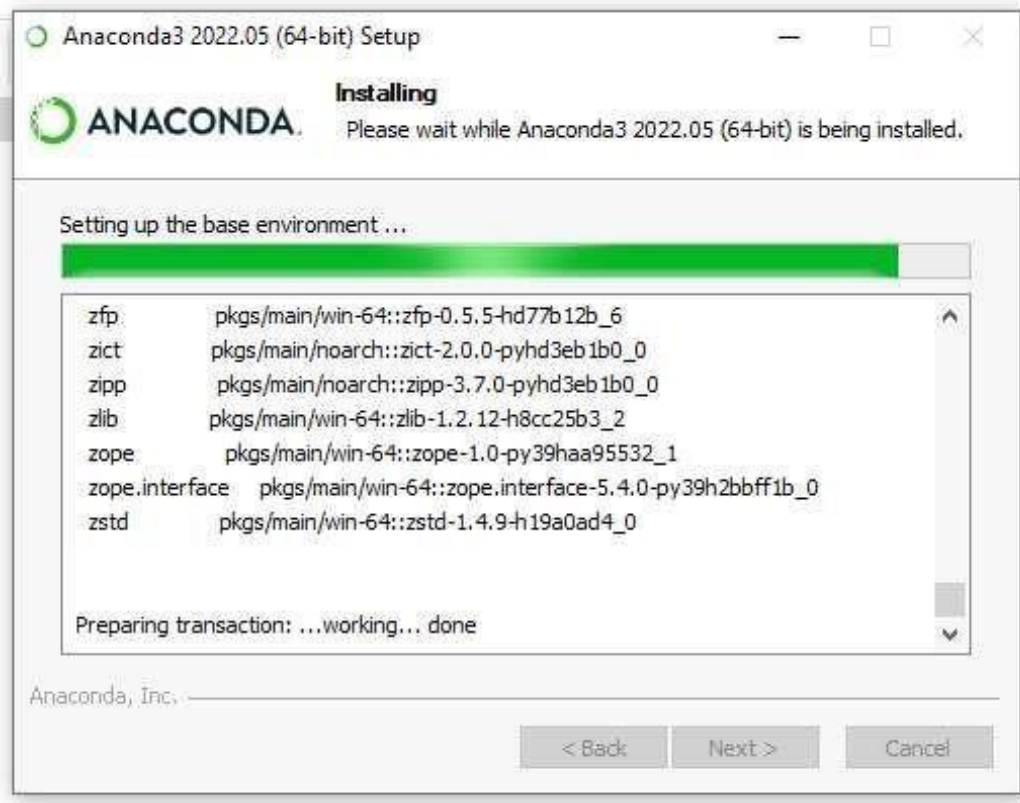 Anaconda3 2022.05 (64-bit) Setup
ANACONDA.
Installing
Please wait while Anaconda3 2022.05 (64-bit) is being installed.
Setting up the base environment ...
zfp pkgs/main/win-64::zfp-0.5.5-hd77b12b_6
zict pkgs/main/noarch::zict-2.0.0-pyhd3eb1b0_0
zipp pkgs/main/noarch::zipp-3.7.0-pyhd3eb1b0_0
zlib pkgs/main/win-64::zlib-1.2.12-h8cc25b3_2
zope pkgs/main/win-64::zope-1.0-py39haa95532_1
zope.interface pkgs/main/win-64::zope.interface-5.4.0-py39h2bbff1b_0
zstd pkgs/main/win-64::zstd-1.4.9-h19a0ad4_0
Preparing transaction: ...working... done
Anaconda, Inc.
< Back Next > Cancel